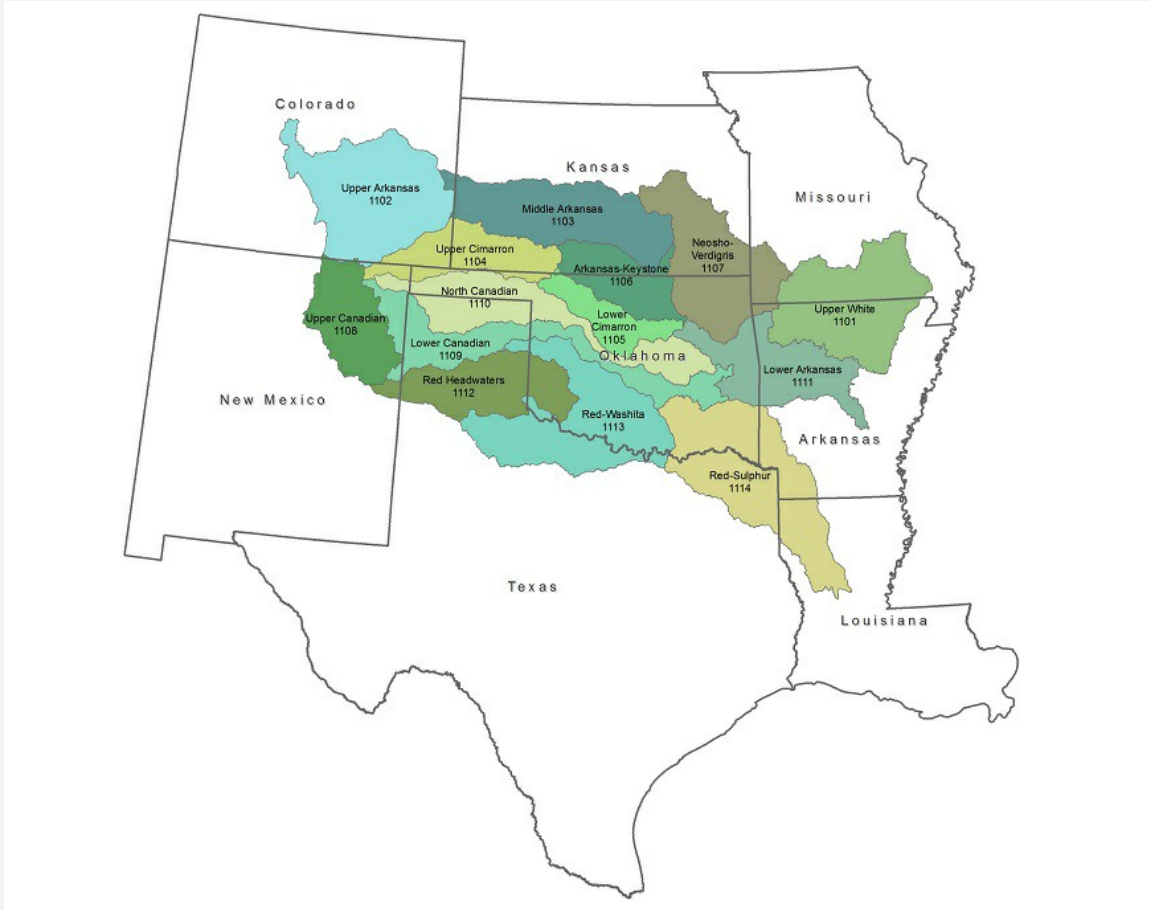 Colorado
Kansas
Missouri
Upper Arkansas
1102
Middle Arkansas
1103
Neosho-
Verdigris
1107
Upper Cimarron
1104
Arkansas-Keystone
1106
North Canadian
1110
Upper White
1101
Upper Canadian
1108
Lower
Cimarron
1105
Lower Canadian
1109
Oklahoma
Lower Arkansas
1111
Red Headwaters
1112
New Mexico
Red-Washita
1113
Arkansas
Red-Sulphur
1114
Texas
Louisiana